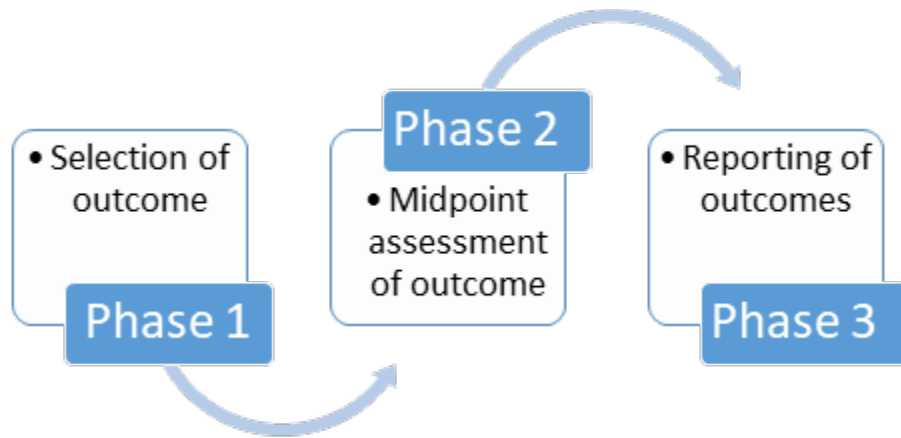 • Selection of
outcome
Phase 1
Phase 2
• Midpoint
assessment
of outcome
• Reporting of
outcomes
Phase 3